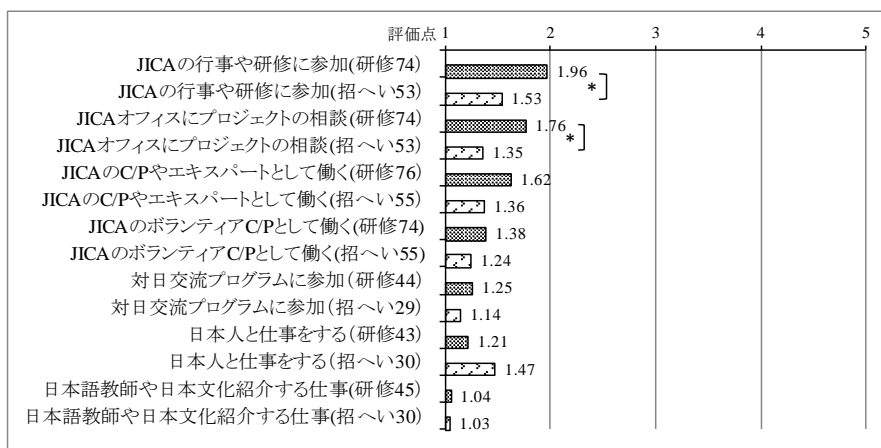 評価点 1 2 3 4 5
JICAの行事や研修に参加(研修74) 1.96
*
JICAの行事や研修に参加(招へい53) 1.53
JICAオフィスにプロジェクトの相談(研修74) 1.76
*
JICAオフィスにプロジェクトの相談(招へい53) 1.35
JICAのC/Pやエキスパートとして働く(研修76) 1.62
JICAのC/Pやエキスパートとして働く(招へい55) 1.36
JICAのボランティアC/Pとして働く(研修74) 1.38
JICAのボランティアC/Pとして働く(招へい55) 1.24
対日交流プログラムに参加(研修44) 1.25
対日交流プログラムに参加(招へい29) 1.14
日本人と仕事をする(研修43) 1.21
日本人と仕事をする(招へい30) 1.47
日本語教師や日本文化紹介する仕事(研修45) 1.04
日本語教師や日本文化紹介する仕事(招へい30) 1.03